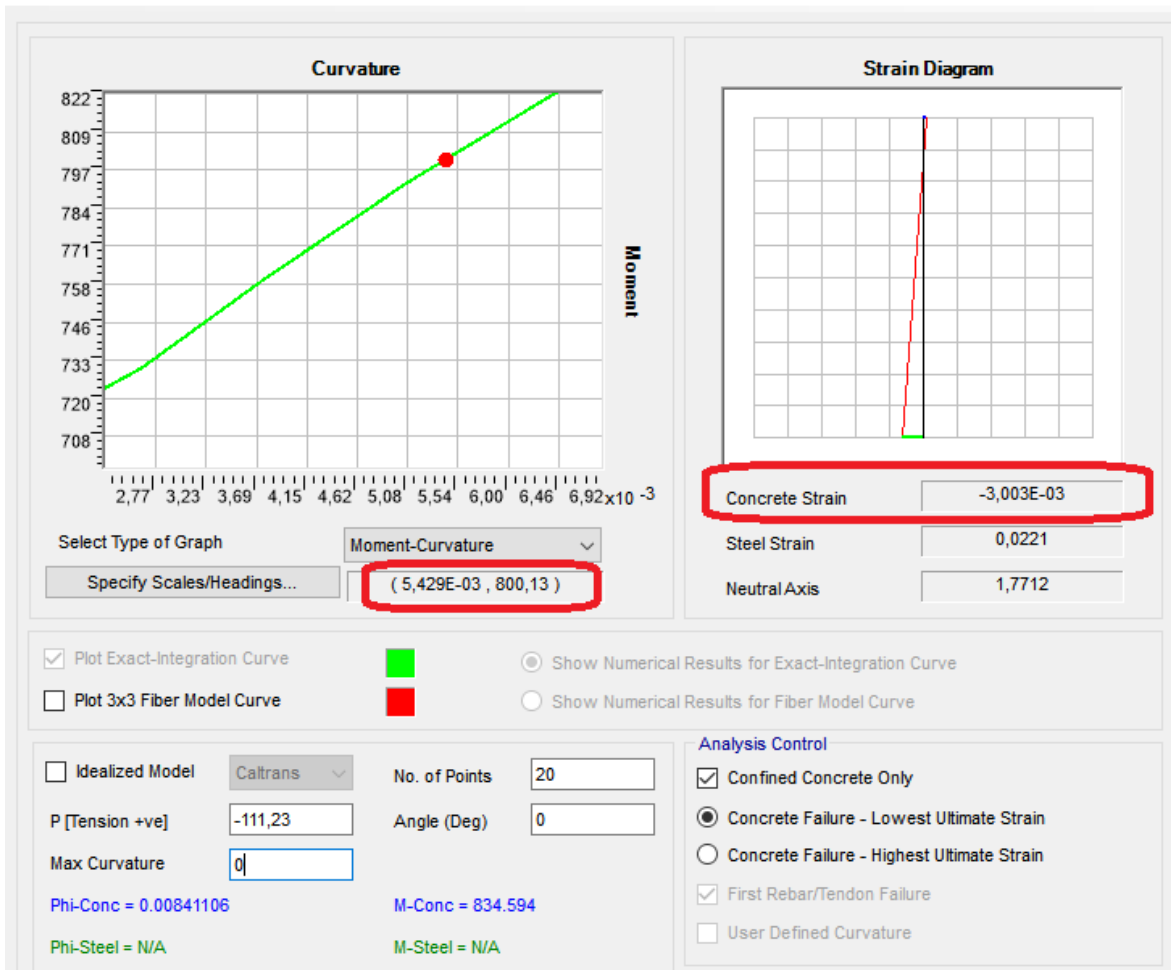 Curvature
822
809
797
784
771
758
746
733
720
708
Moment
2,77 3,23 3,69 4,15 4,62 5,08 5,54 6,00 6,46 6,92 x10 -3
Select Type of Graph
Moment-Curvature
Specify Scales/Headings...
( 5,429E-03 , 800,13 )
Strain Diagram
Concrete Strain
-3,003E-03
Steel Strain
0,0221
Neutral Axis
1,7712
Plot Exact-Integration Curve
Show Numerical Results for Exact-Integration Curve
Plot 3x3 Fiber Model Curve
Show Numerical Results for Fiber Model Curve
Idealized Model
Caltrans
No. of Points
20
P [Tension +ve]
-111,23
Angle (Deg)
0
Max Curvature
0
Phi-Conc = 0.00841106
M-Conc = 834.594
Phi-Steel = N/A
M-Steel = N/A
Analysis Control
Confined Concrete Only
Concrete Failure - Lowest Ultimate Strain
Concrete Failure - Highest Ultimate Strain
First Rebar/Tendon Failure
User Defined Curvature